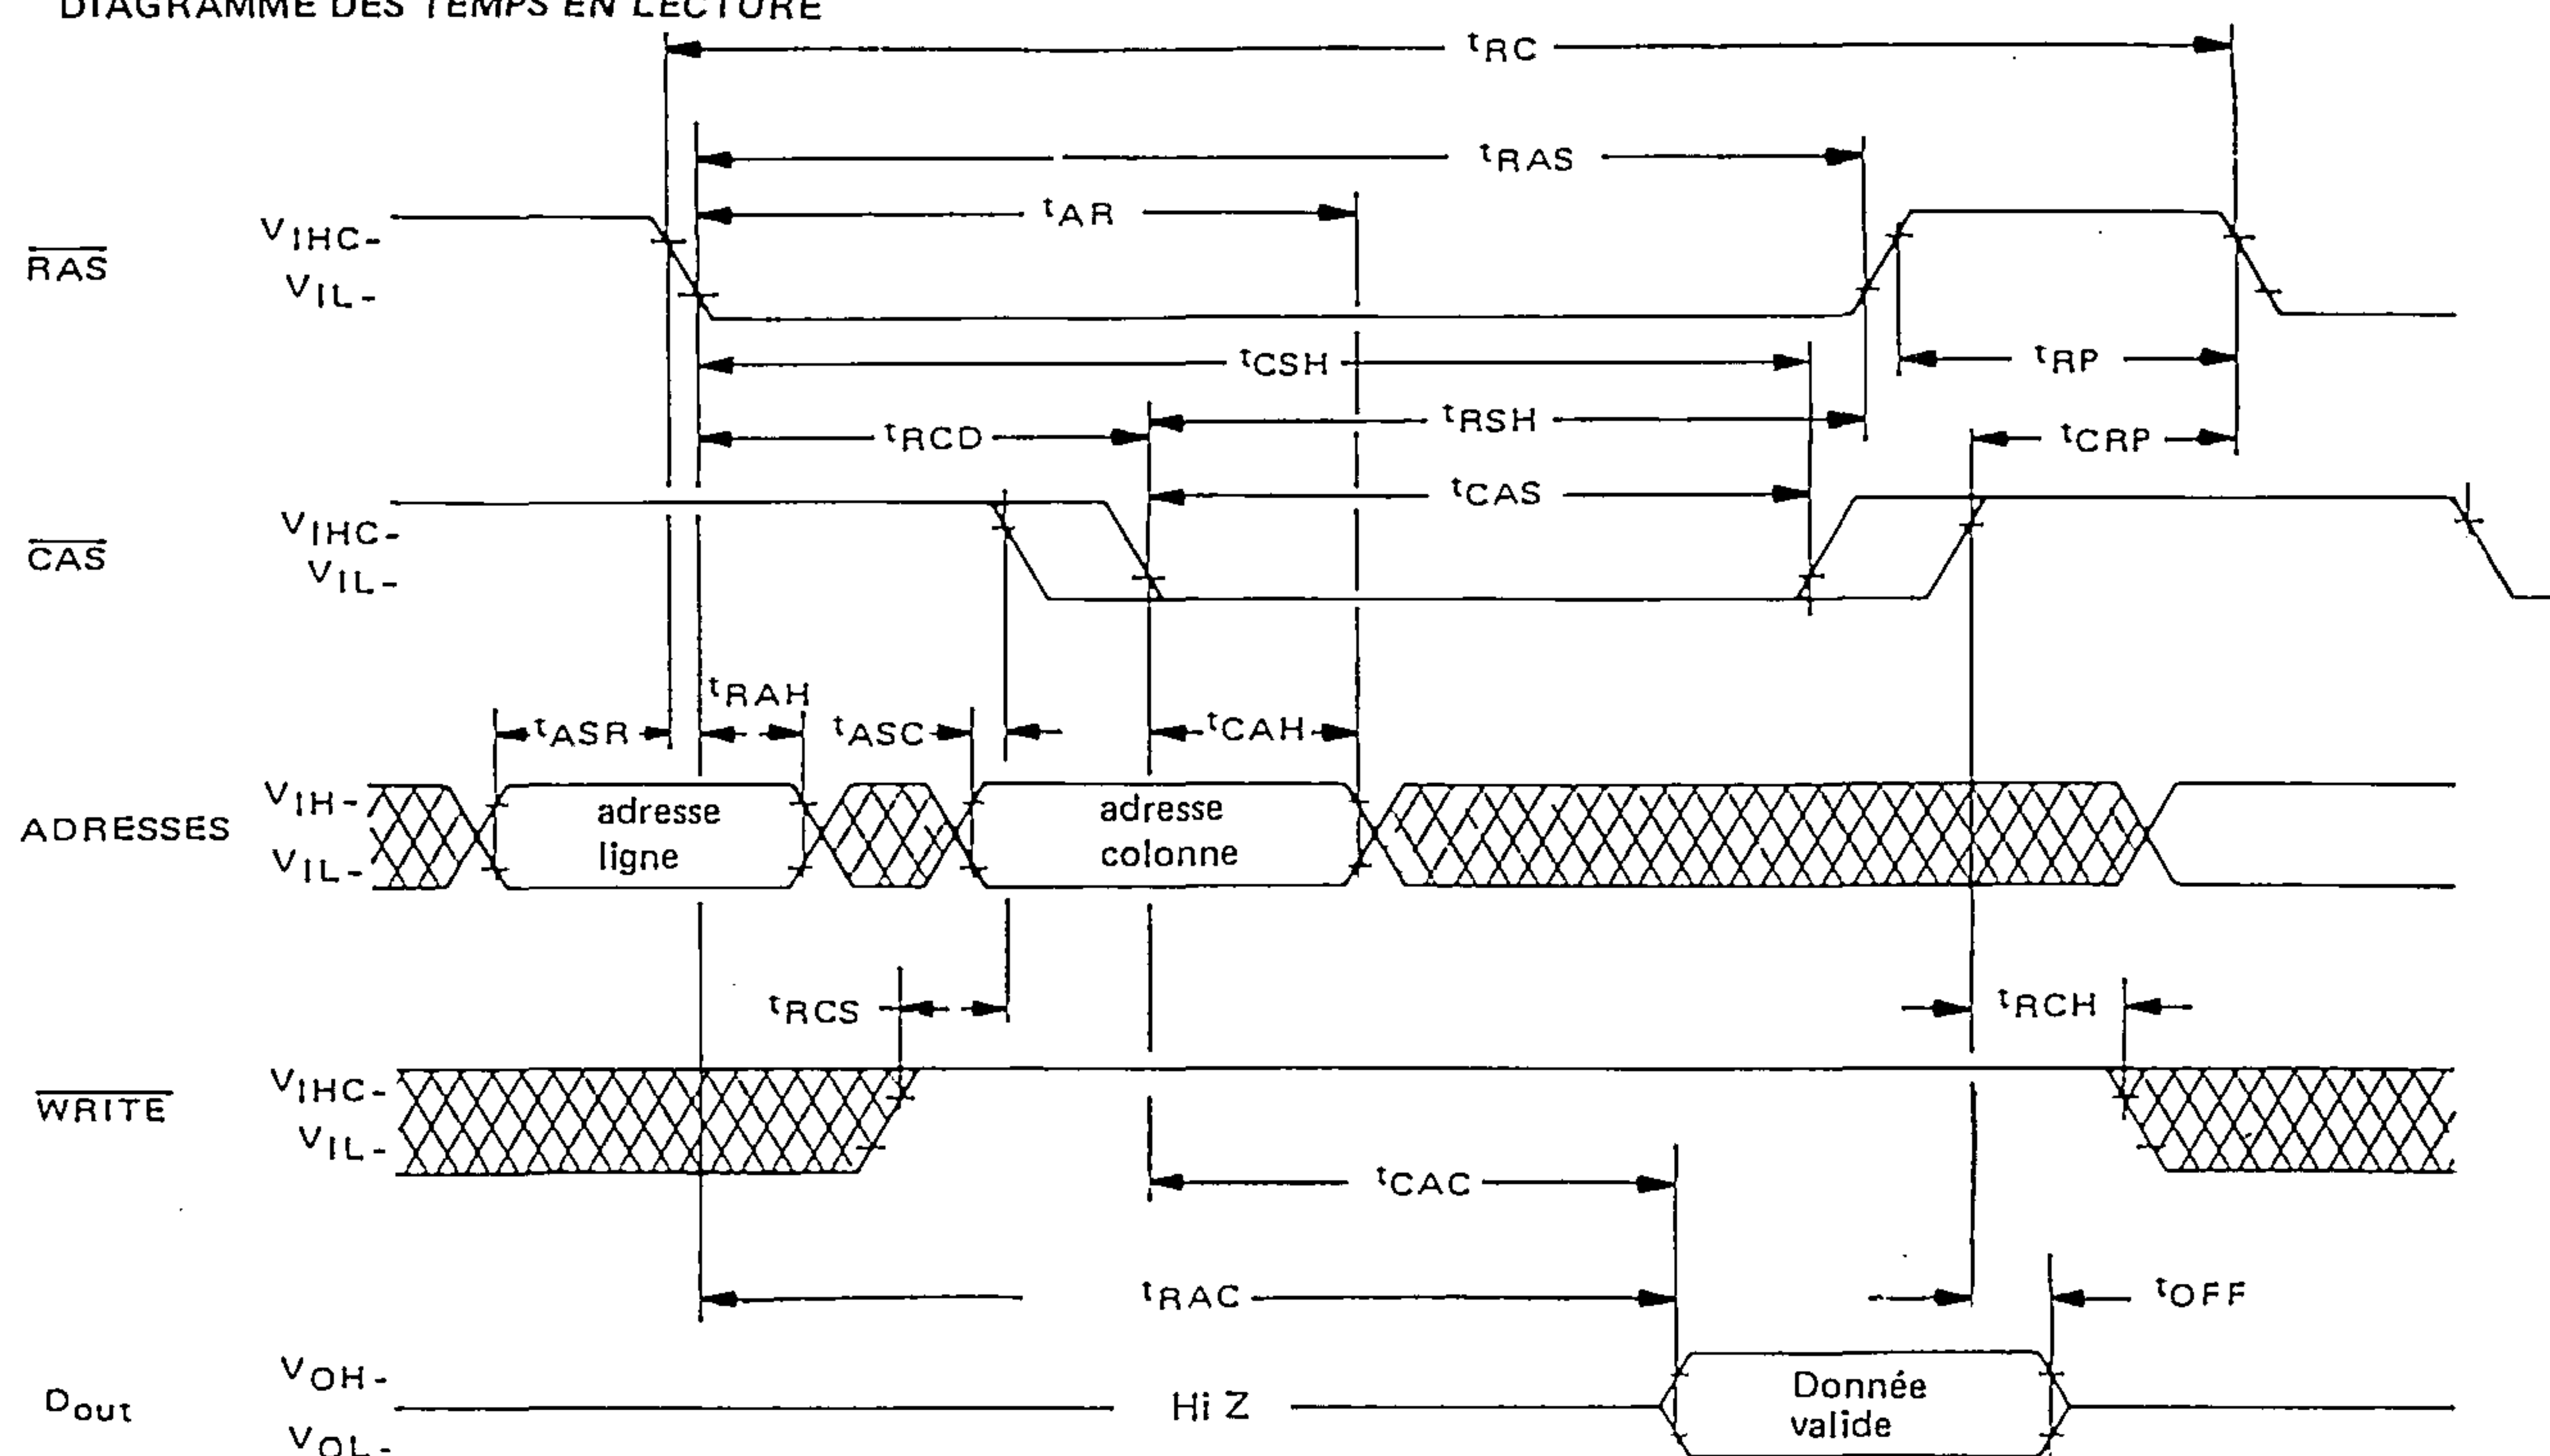 DIAGRAMME DES TEMPS EN LECTURE
tRC
tRAS
tAR
RAS
VIHC-
VIL-
tCSH
tRP
tRSH
tRCD
tCRP
tCAS
CAS
VIHC-
VIL-
tRAH
tASR
tASC
tCAH
ADRESSES
VIH-
VIL-
adresse
ligne
adresse
colonne
tRCS
tRCH
WRITE
VIHC-
VIL-
tCAC
tRAC
tOFF
Dout
VOH-
VOL-
Hi Z
Donnée
valide